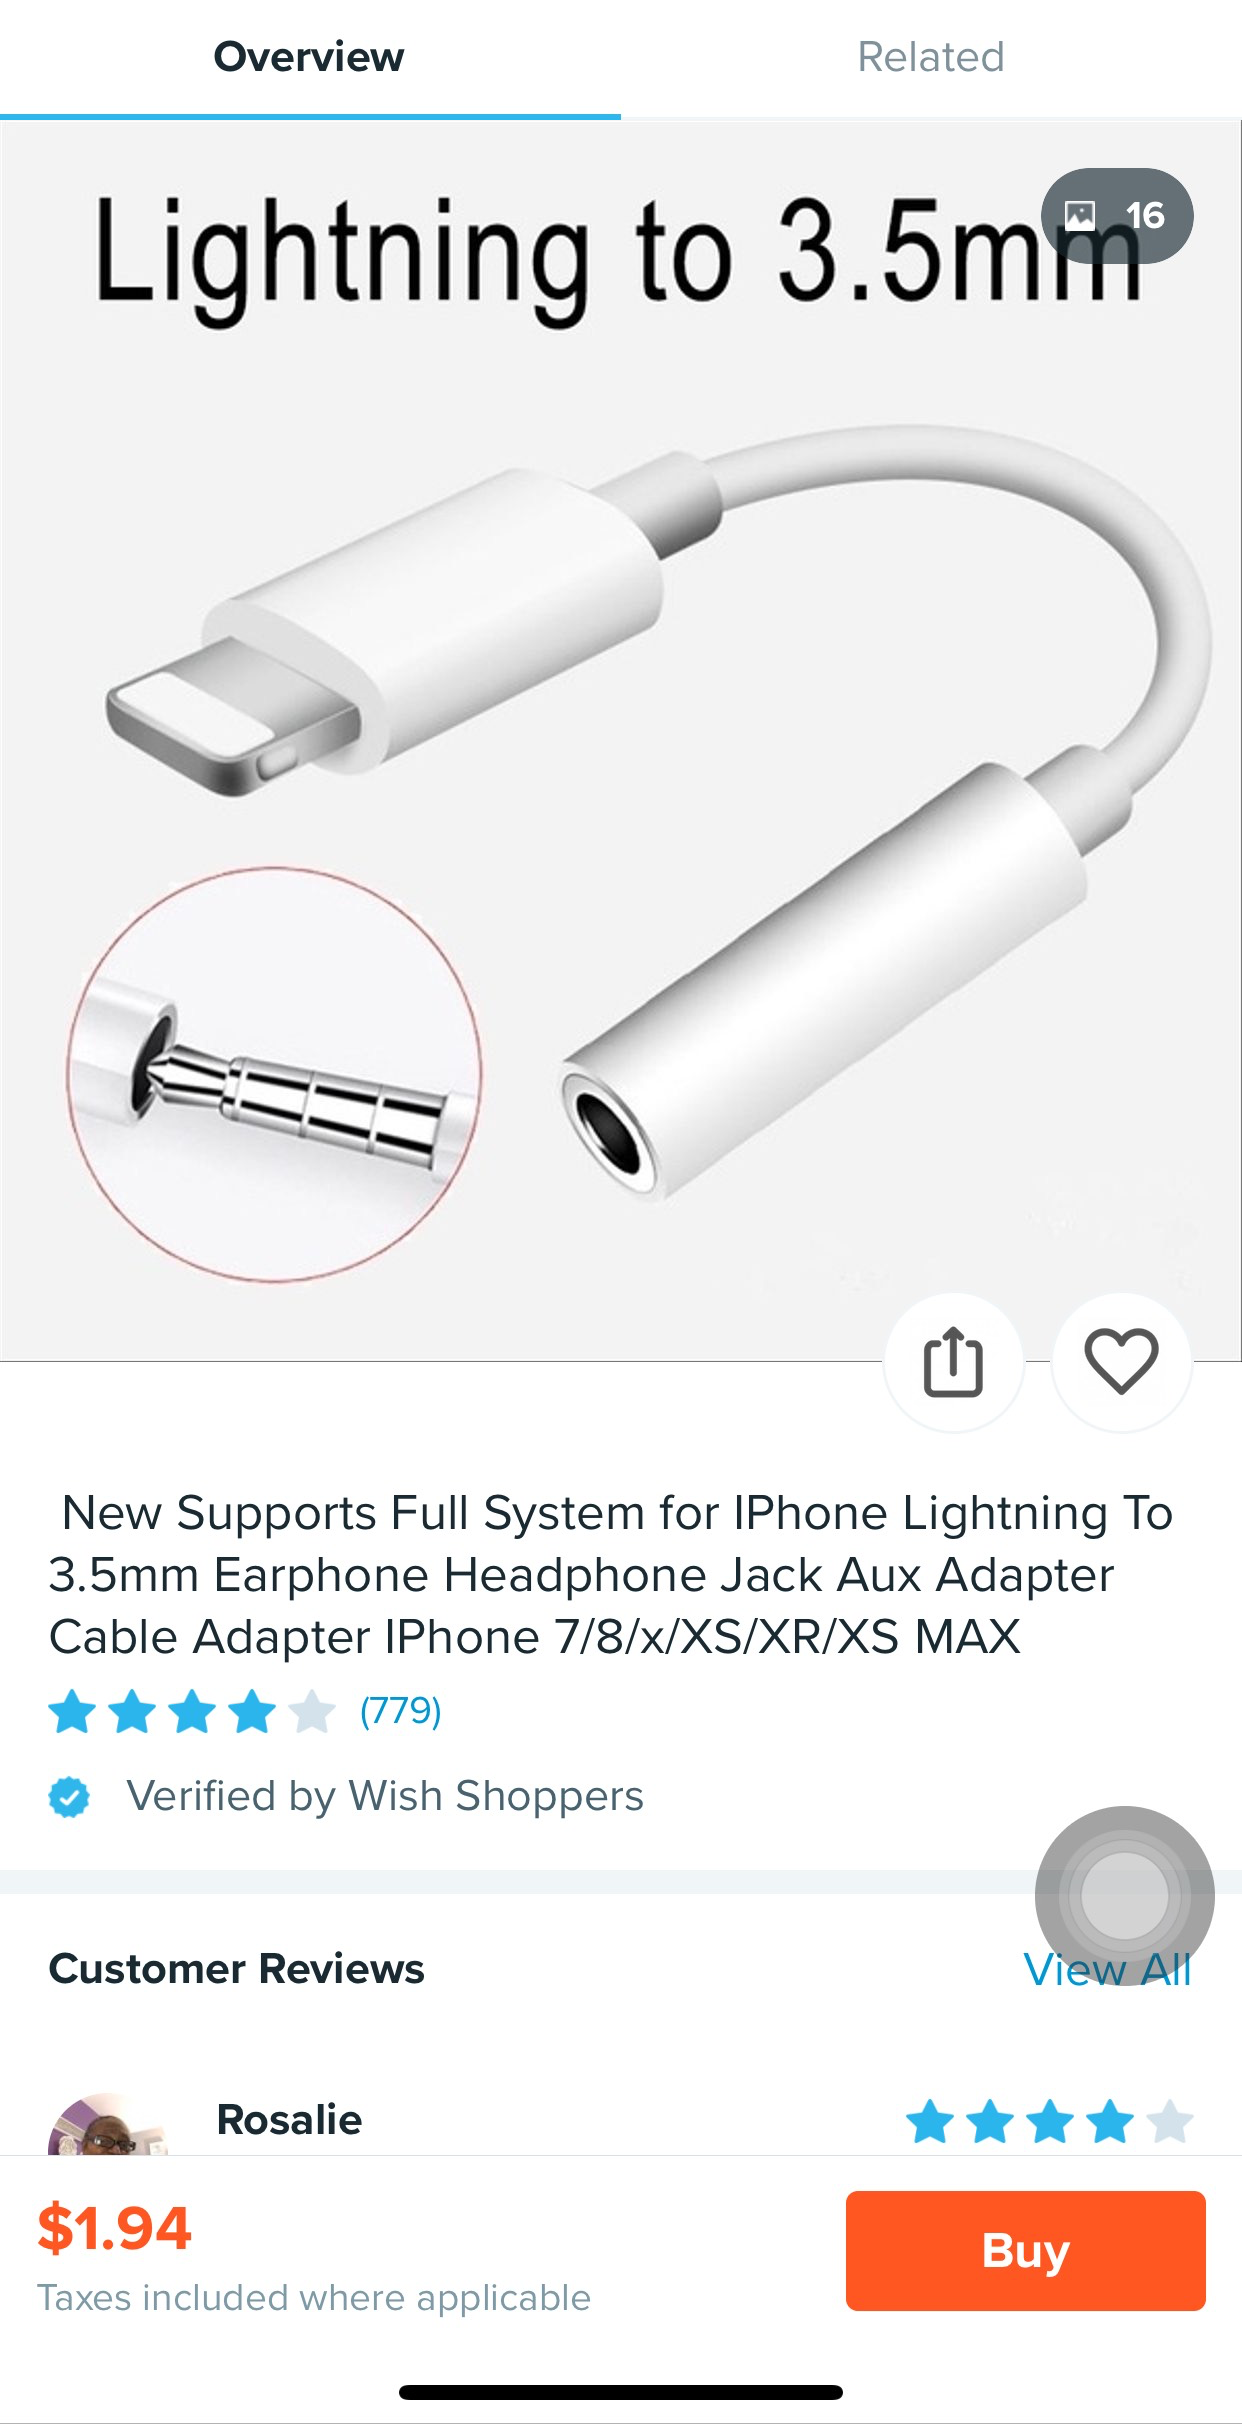 Overview
Related
Lightning to 3.5mm
16
New Supports Full System for IPhone Lightning To
3.5mm Earphone Headphone Jack Aux Adapter
Cable Adapter IPhone 7/8/x/XS/XR/XS MAX
(779)
Verified by Wish Shoppers
Customer Reviews
View All
Rosalie
$1.94
Taxes included where applicable
Buy